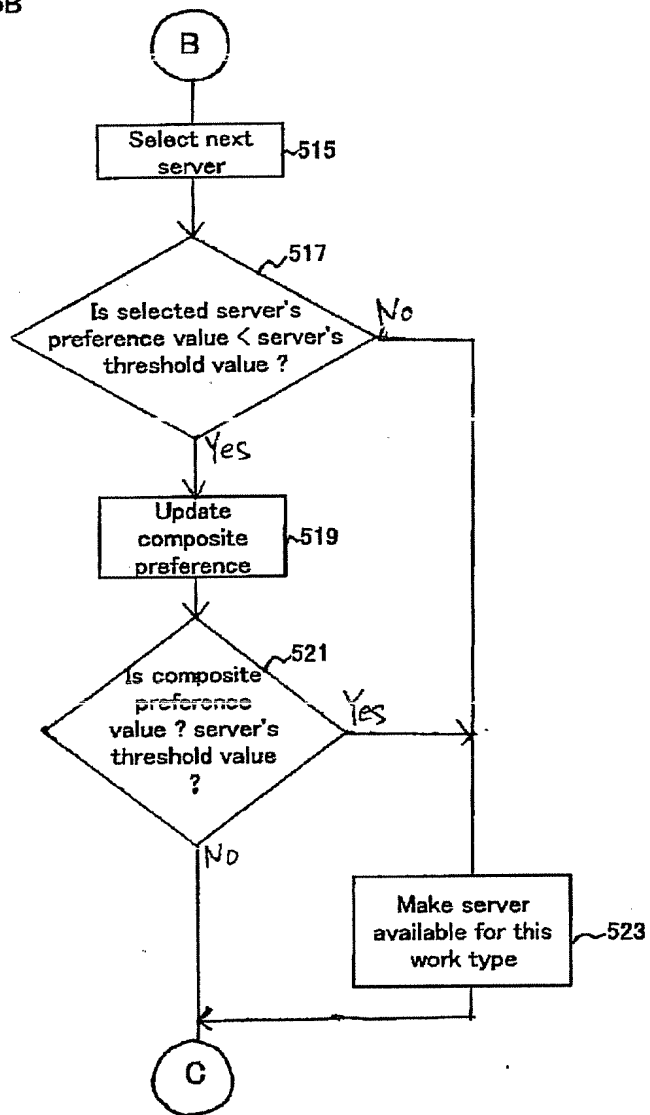 B
Select next
server
515
517
Is selected server's
preference value < server's
threshold value ?
No
Yes
Update
composite
preference
519
521
Is composite
preference
value ? server's
threshold value
?
Yes
No
Make server
available for this
work type
523
C